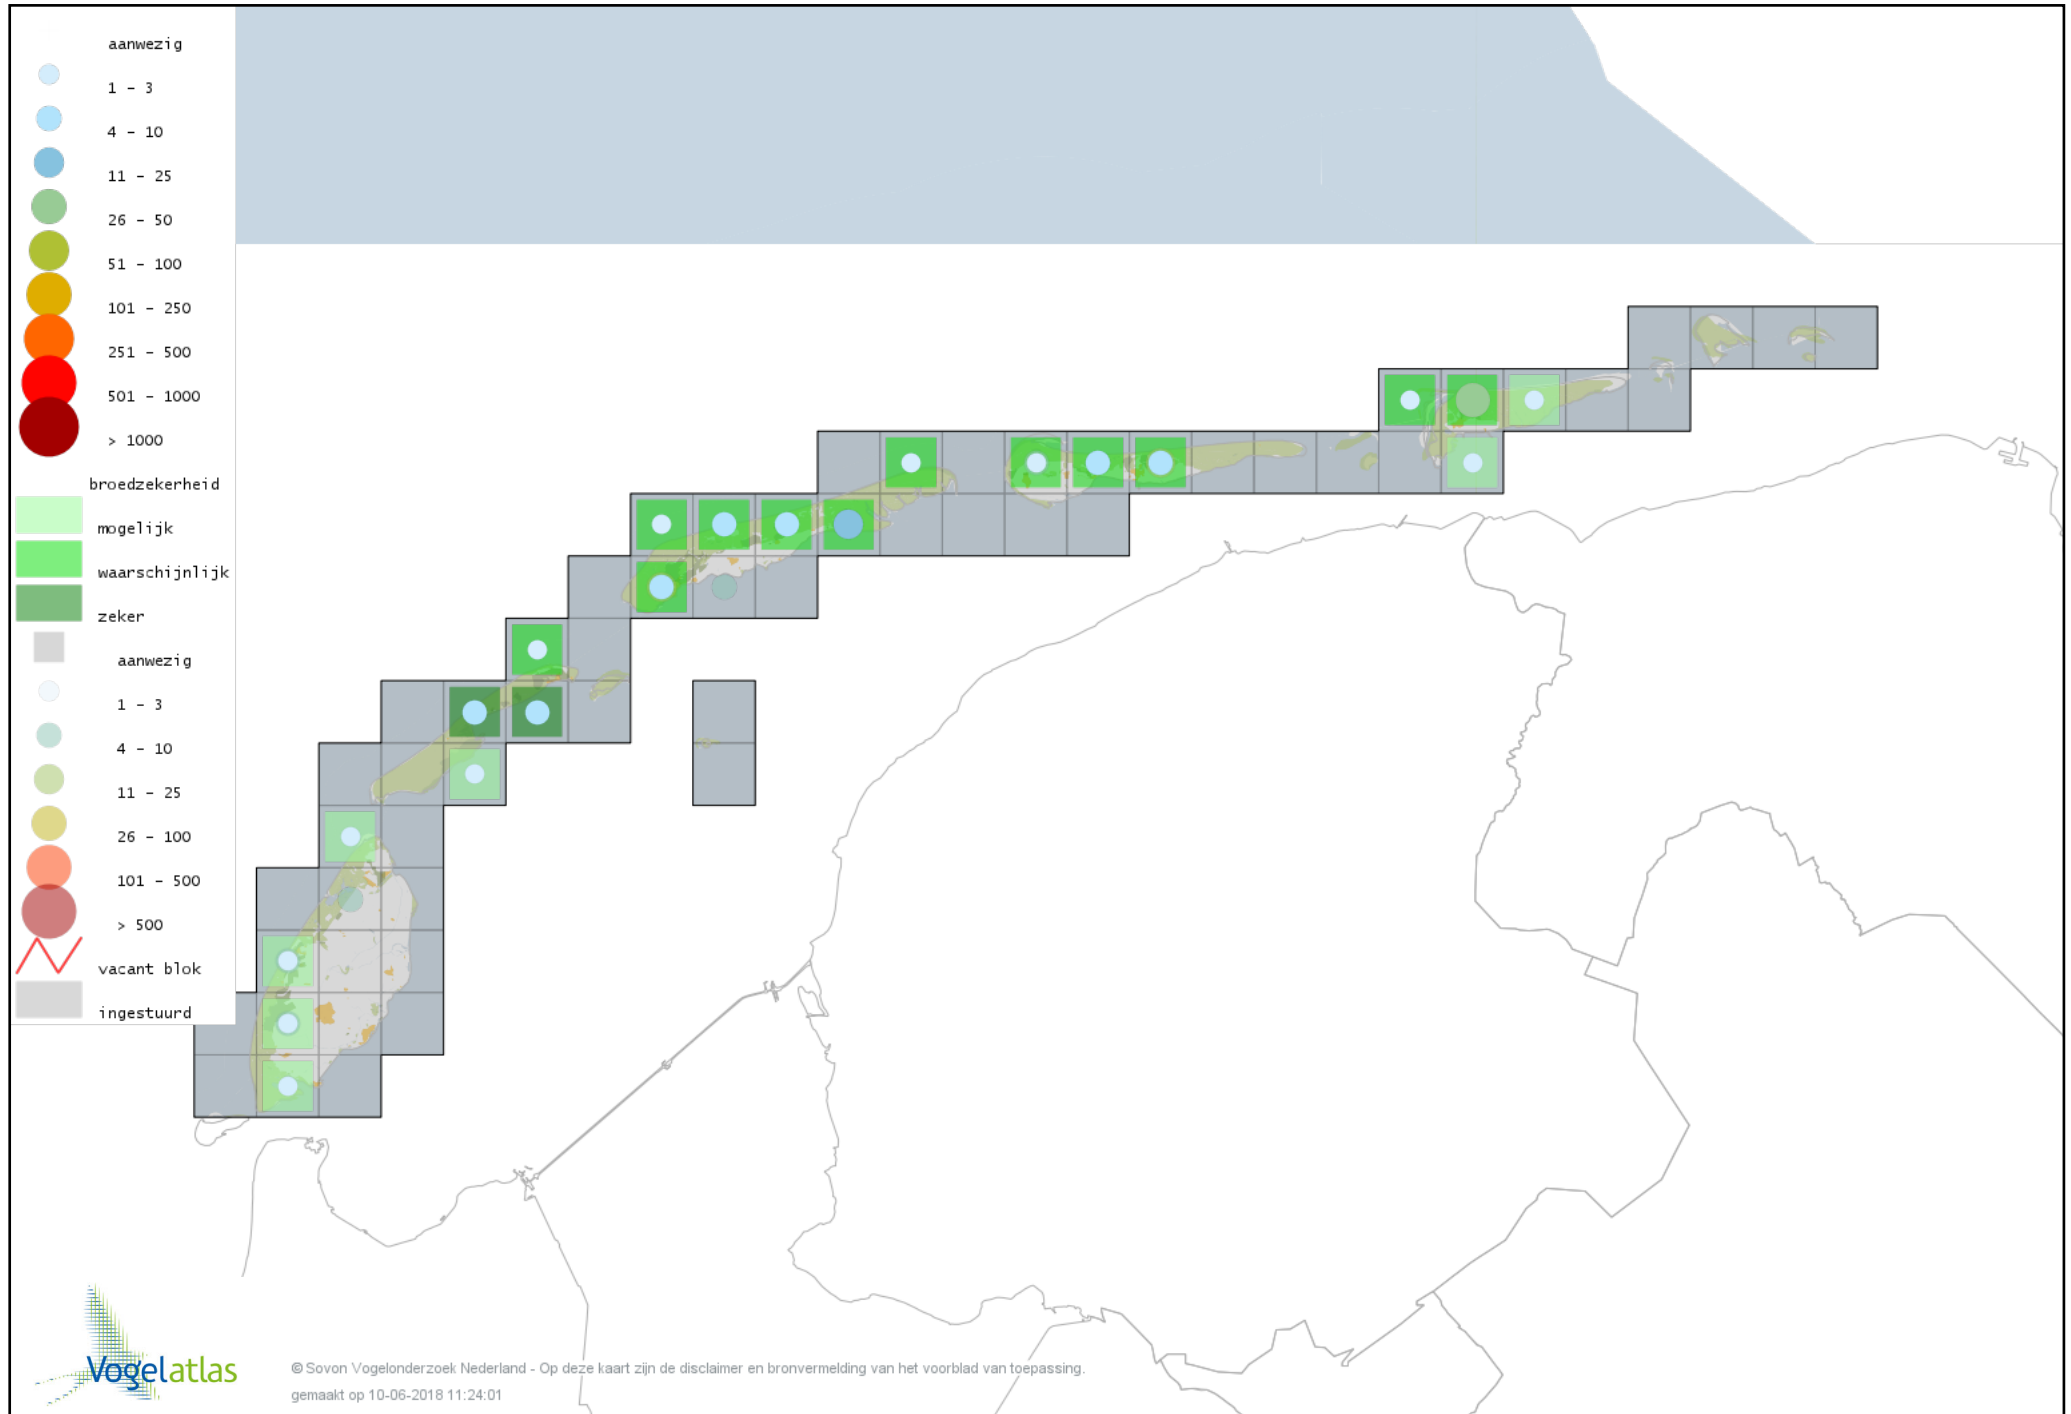 aanwezig
1 - 3
4 - 10
11 - 25
26 - 50
51 - 100
101 - 250
251 - 500
501 - 1000
> 1000
broedzekerheid
mogelijk
waarschijnlijk
zeker
aanwezig
1 - 3
4 - 10
11 - 25
26 - 100
101 - 500
> 500
vacant blok
ingestuurd
Vogelatlas
© Sovon Vogelonderzoek Nederland - Op deze kaart zijn de disclaimer en bronvermelding van het voorblad van toepassing.
gemaakt op 10-06-2018 11:24:01